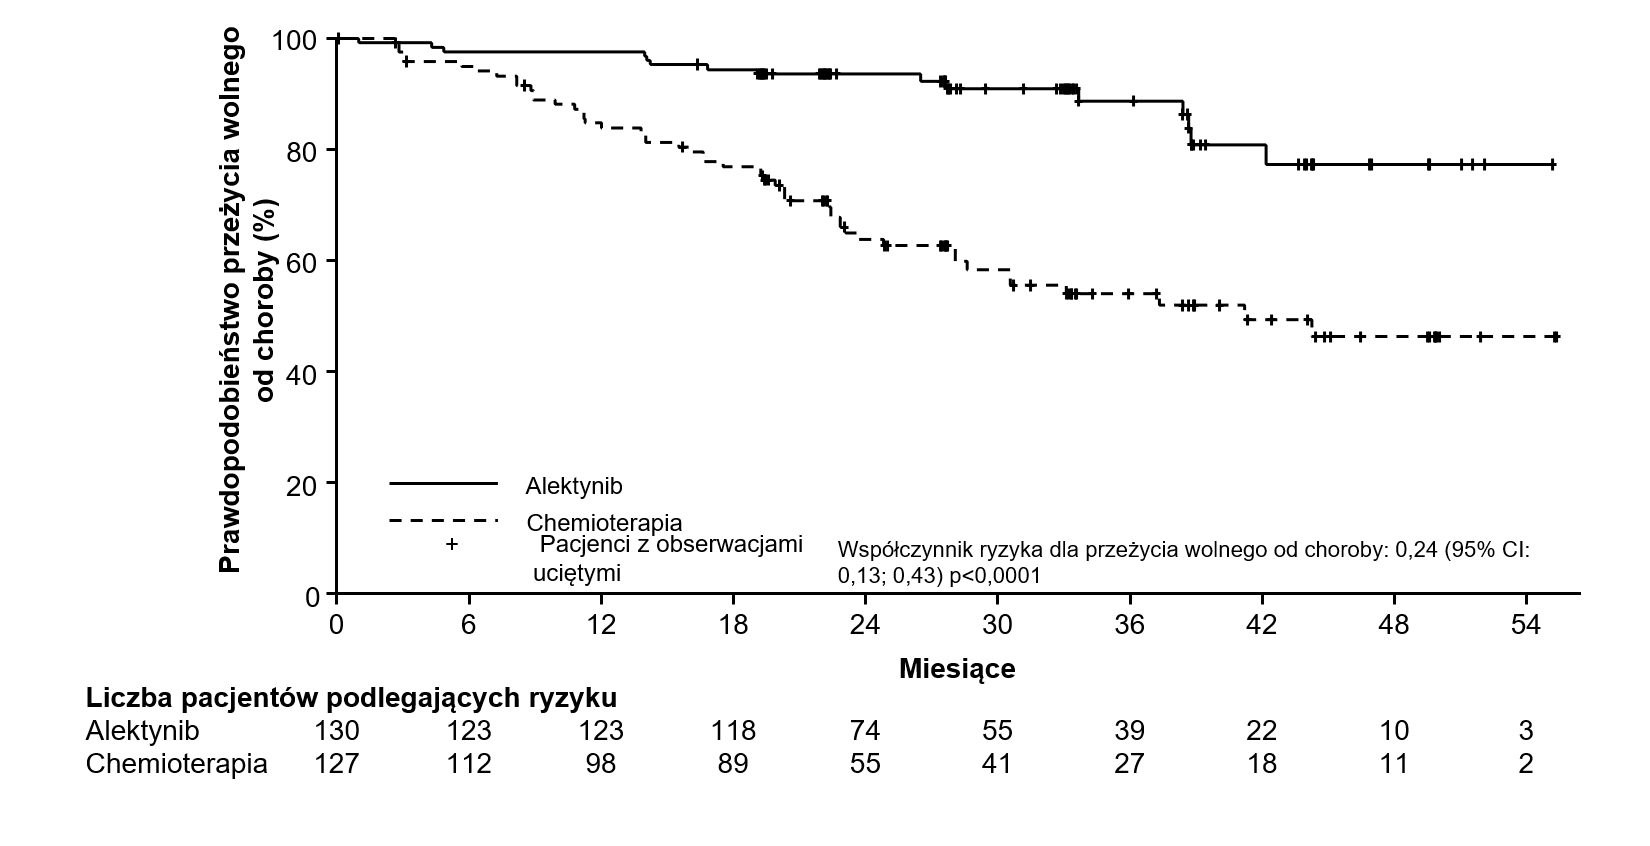 Prawdopodobieństwo przeżycia wolnego
od choroby (%)
100
80
60
40
20
0
Alektynib
Chemioterapia
+ Pacjenci z obserwacjami
uciętymi
Współczynnik ryzyka dla przeżycia wolnego od choroby: 0,24 (95% CI:
0,13; 0,43) p<0,0001
0 6 12 18 24 30 36 42 48 54
Miesiące
Liczba pacjentów podlegających ryzyku
Alektynib 130 123 123 118 74 55 39 22 10 3
Chemioterapia 127 112 98 89 55 41 27 18 11 2